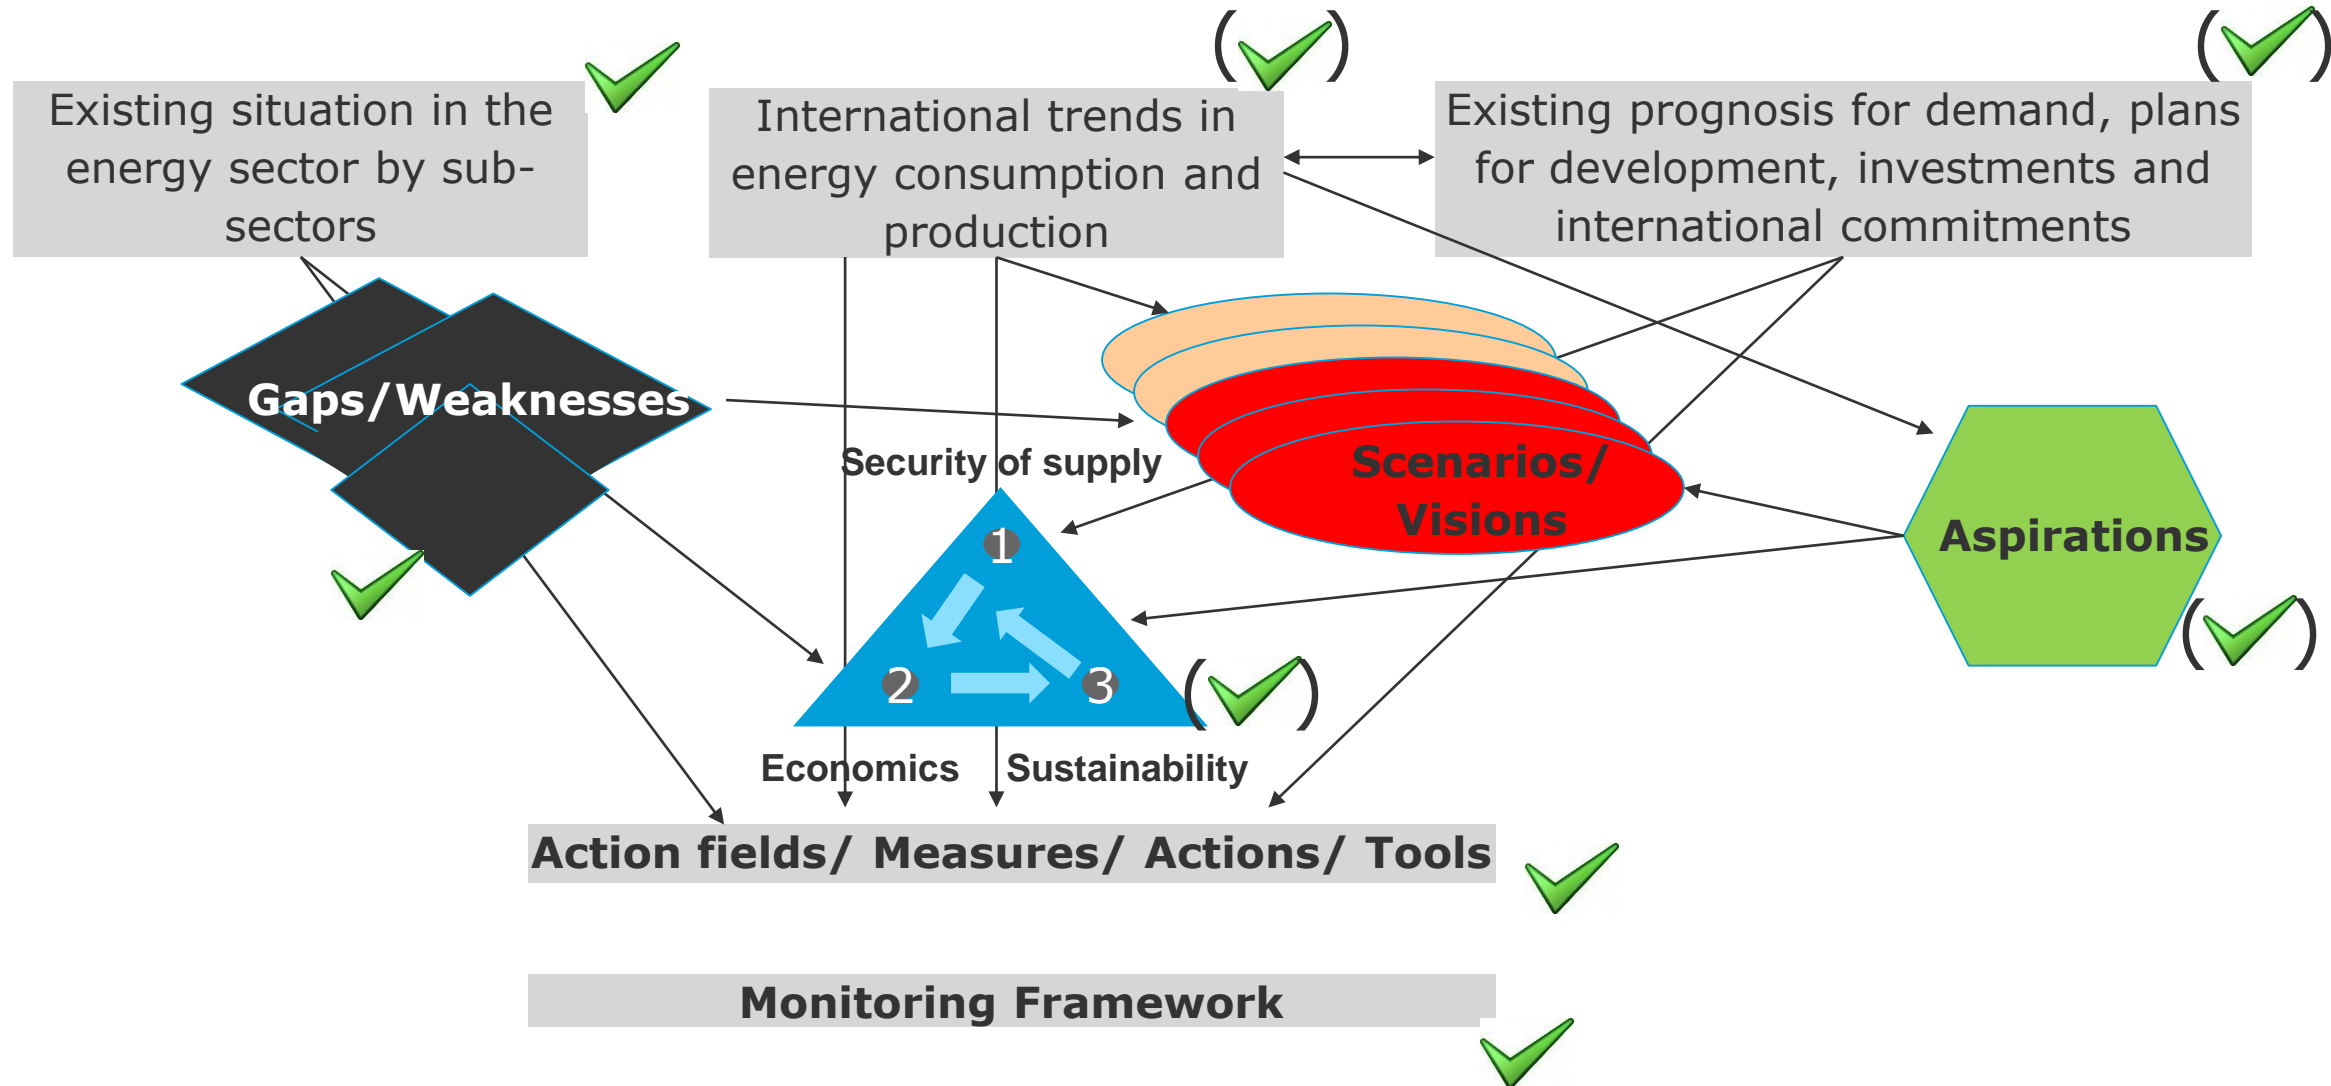 Existing situation in the
energy sector by sub-
sectors
International trends in
energy consumption and
production
Existing prognosis for demand, plans
for development, investments and
international commitments
( )
( )
Gaps/Weaknesses
Security of supply
Scenarios/
Visions
Aspirations
( )
1
2
3
( )
Economics
Sustainability
Action fields/ Measures/ Actions/ Tools
Monitoring Framework